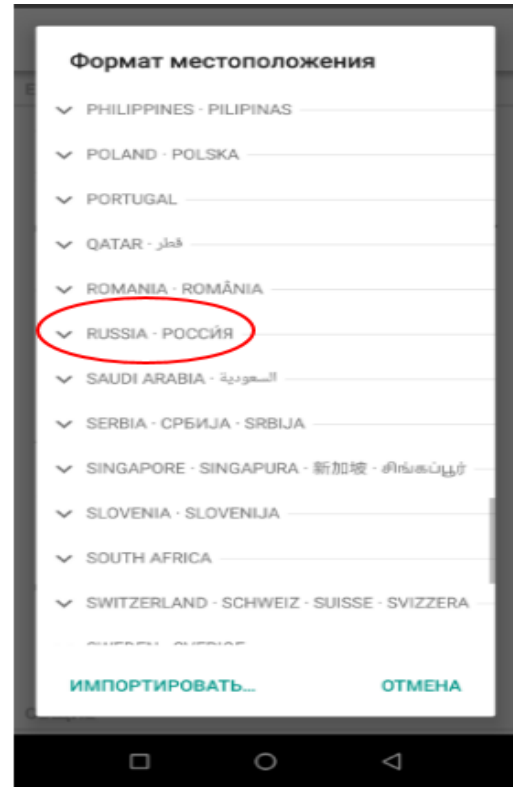 Формат местоположения
PHILIPPINES · PILIPINAS
POLAND · POLSKA
PORTUGAL
QATAR · قطر
ROMANIA · ROMÂNIA
RUSSIA · РОССИЯ
SAUDI ARABIA · السعودية
SERBIA · СРБИЈА · SRBIJA
SINGAPORE · SINGAPURA · 新加坡 · சிங்கப்பூர்
SLOVENIA · SLOVENIJA
SOUTH AFRICA
SWITZERLAND · SCHWEIZ · SUISSE · SVIZZERA
ИМПОРТИРОВАТЬ...
ОТМЕНА